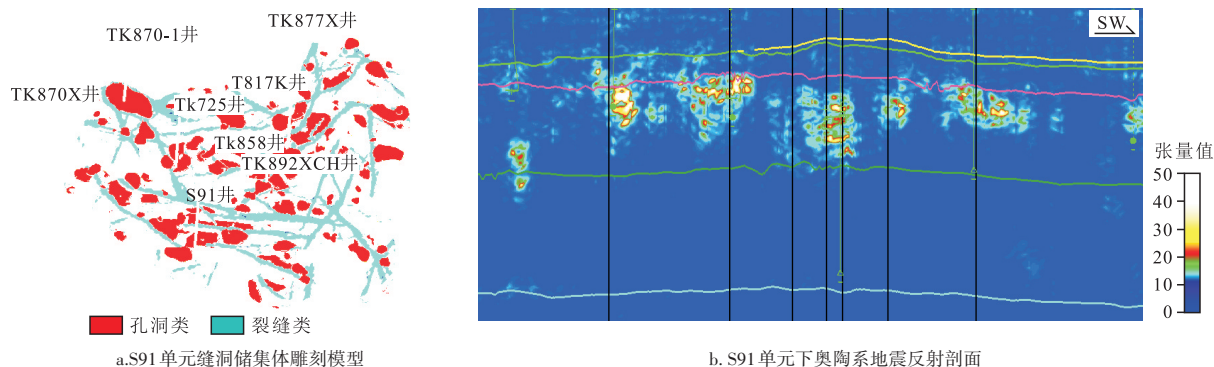 TK877X井
TK870-1井
T817K井
TK870X井
Tk725井
Tk858井
TK892XCH井
S91井
孔洞类
裂缝类
a.S91单元缝洞储集体雕刻模型
SW
张量值
50
40
30
20
10
0
b. S91单元下奥陶系地震反射剖面